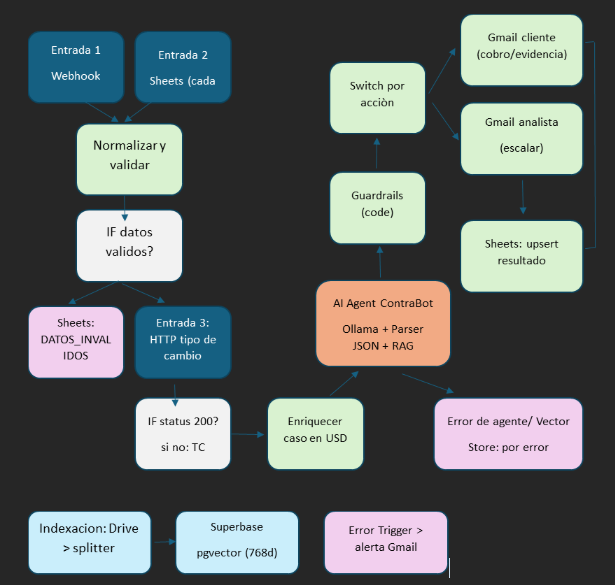 Entrada 1
Webhook
Entrada 2
Sheets (cada
Normalizar y
validar
IF datos
validos?
Sheets:
DATOS_INVAL
IDOS
Entrada 3:
HTTP tipo de
cambio
IF status 200?
si no: TC
Enriquecer
caso en USD
AI Agent ContraBot
Ollama + Parser
JSON + RAG
Guardrails
(code)
Switch por
acciòn
Gmail cliente
(cobro/evidencia)
Gmail analista
(escalar)
Sheets: upsert
resultado
Error de agente/ Vector
Store: por error
Indexacion: Drive
> splitter
Superbase
pgvector (768d)
Error Trigger >
alerta Gmail